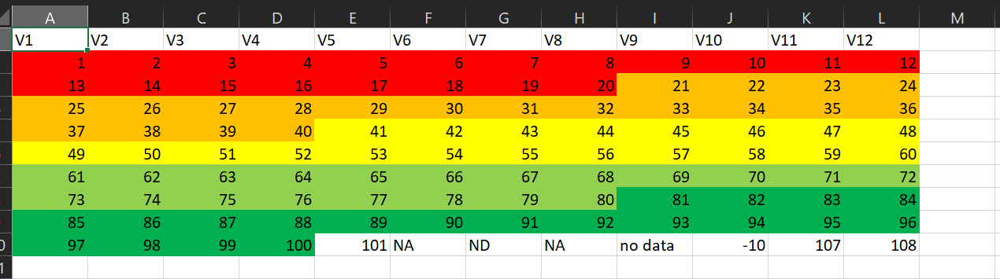 A B C D E F G H I J K L M
V1 V2 V3 V4 V5 V6 V7 V8 V9 V10 V11 V12
1 2 3 4 5 6 7 8 9 10 11 12
13 14 15 16 17 18 19 20 21 22 23 24
25 26 27 28 29 30 31 32 33 34 35 36
37 38 39 40 41 42 43 44 45 46 47 48
49 50 51 52 53 54 55 56 57 58 59 60
61 62 63 64 65 66 67 68 69 70 71 72
73 74 75 76 77 78 79 80 81 82 83 84
85 86 87 88 89 90 91 92 93 94 95 96
97 98 99 100 101 NA ND NA no data -10 107 108